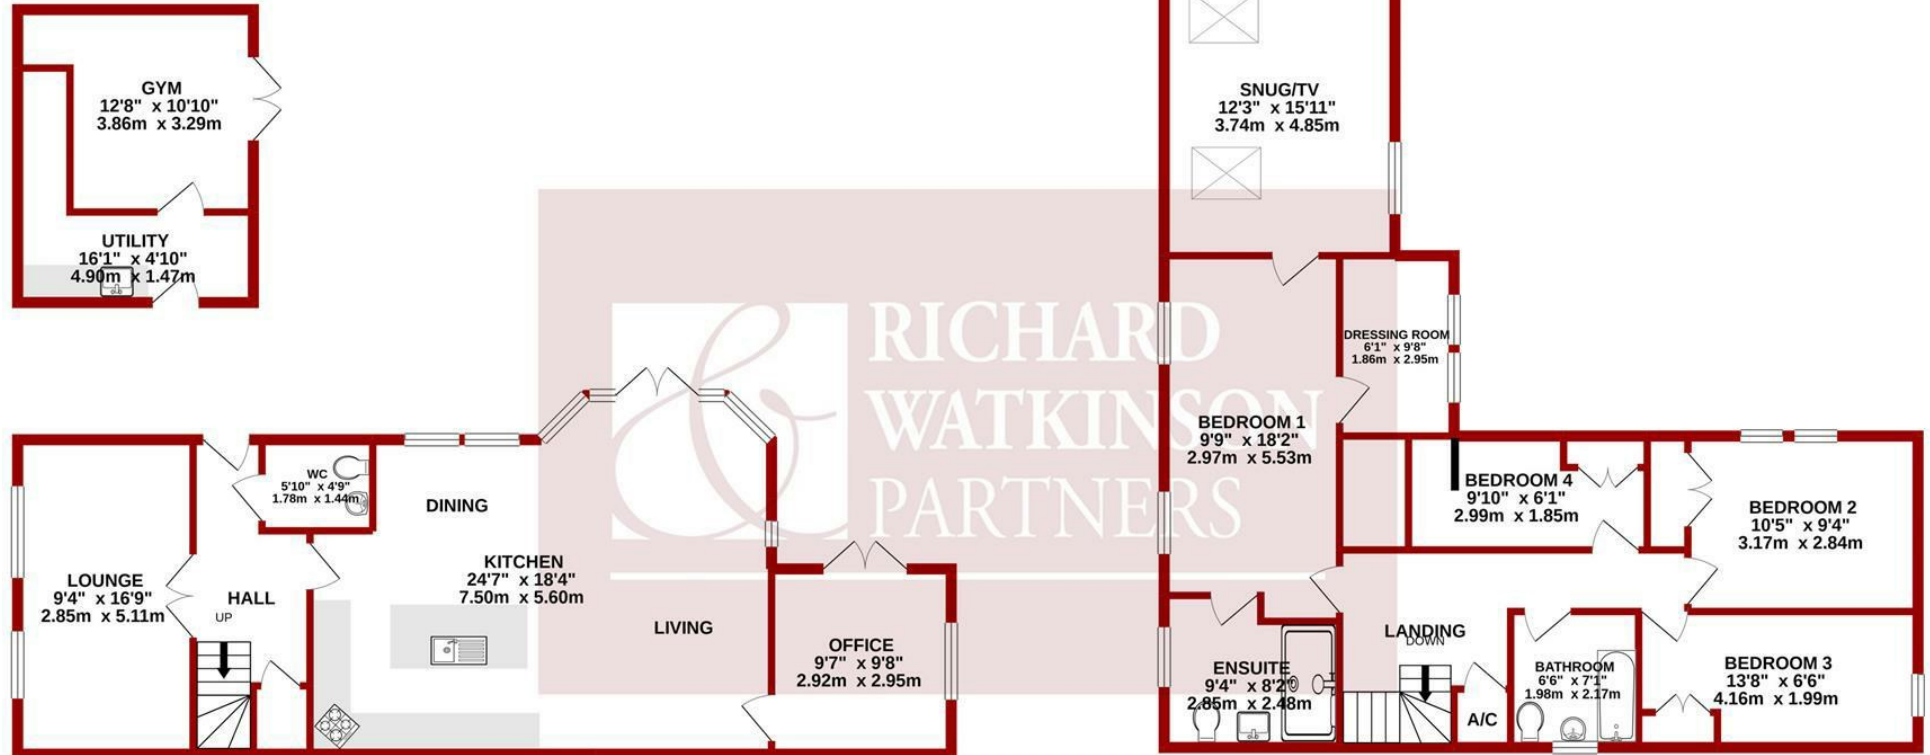 GYM
12'8" x 10'10"
3.86m x 3.29m
UTILITY
16'1" x 4'10"
4.90m x 1.47m
SNUG/TV
12'3" x 15'11"
3.74m x 4.85m
RICHARD
WATKINSON
PARTNERS
LOUNGE
9'4" x 16'9"
2.85m x 5.11m
HALL
UP
WC
5'10" x 4'9"
1.78m x 1.44m
DINING
KITCHEN
24'7" x 18'4"
7.50m x 5.60m
LIVING
OFFICE
9'7" x 9'8"
2.92m x 2.95m
DRESSING ROOM
6'1" x 9'8"
1.86m x 2.95m
BEDROOM 1
9'9" x 18'2"
2.97m x 5.53m
BEDROOM 4
9'10" x 6'1"
2.99m x 1.85m
BEDROOM 2
10'5" x 9'4"
3.17m x 2.84m
ENSUITE
9'4" x 8'2"
2.85m x 2.48m
LANDING
DOWN
A/C
BATHROOM
6'6" x 7'1"
1.98m x 2.17m
BEDROOM 3
13'8" x 6'6"
4.16m x 1.99m
&